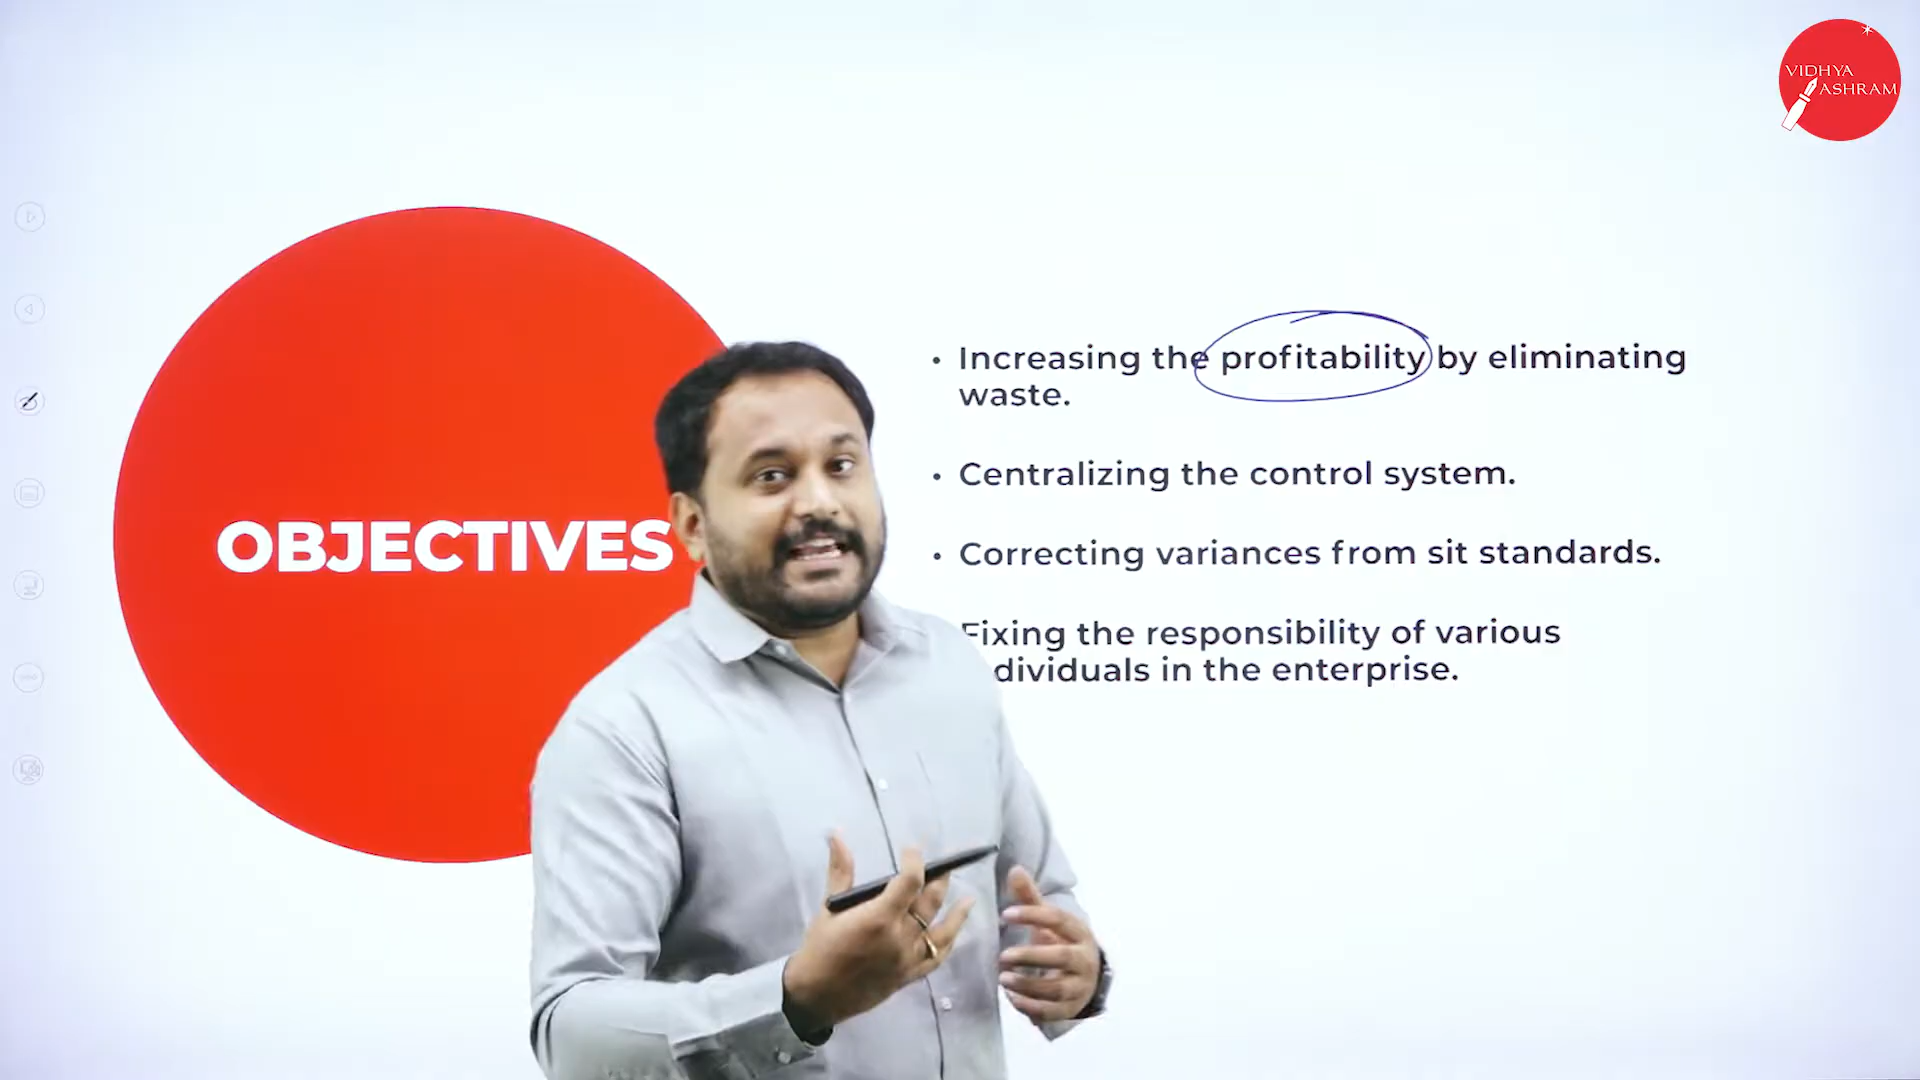 VIDHYA
ASHRAM
OBJECTIVES
• Increasing the profitability by eliminating
waste.
• Centralizing the control system.
• Correcting variances from sit standards.
Fixing the responsibility of various
dividuals in the enterprise.